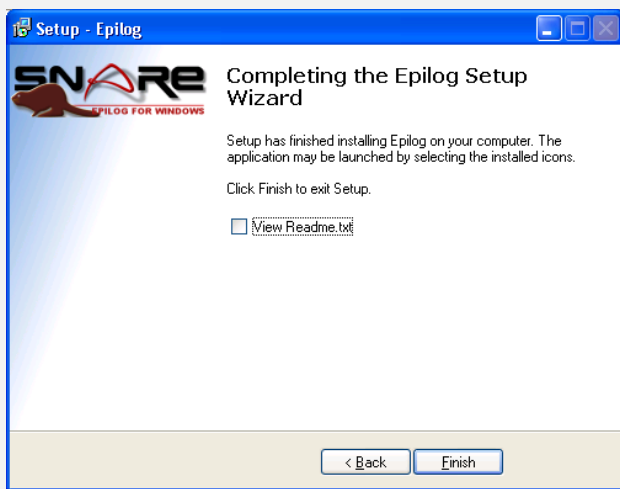 Setup - Epilog
SNARE
EPILOG FOR WINDOWS
Completing the Epilog Setup
Wizard
Setup has finished installing Epilog on your computer. The
application may be launched by selecting the installed icons.
Click Finish to exit Setup.
View Readme.txt
< Back
Finish